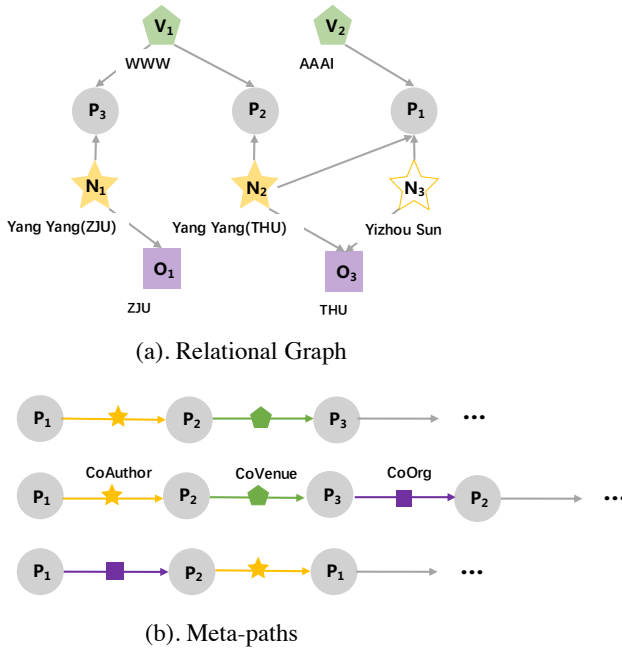 V1
V2
WWW
AAAI
P3
P2
P1
N1
N2
N3
Yang Yang(ZJU)
Yang Yang(THU)
Yizhou Sun
O1
O3
ZJU
THU
(a). Relational Graph
P1 P2 P3 ...
CoAuthor CoVenue CoOrg
P1 P2 P3 P2 ...
P1 P2 P1 ...
(b). Meta-paths